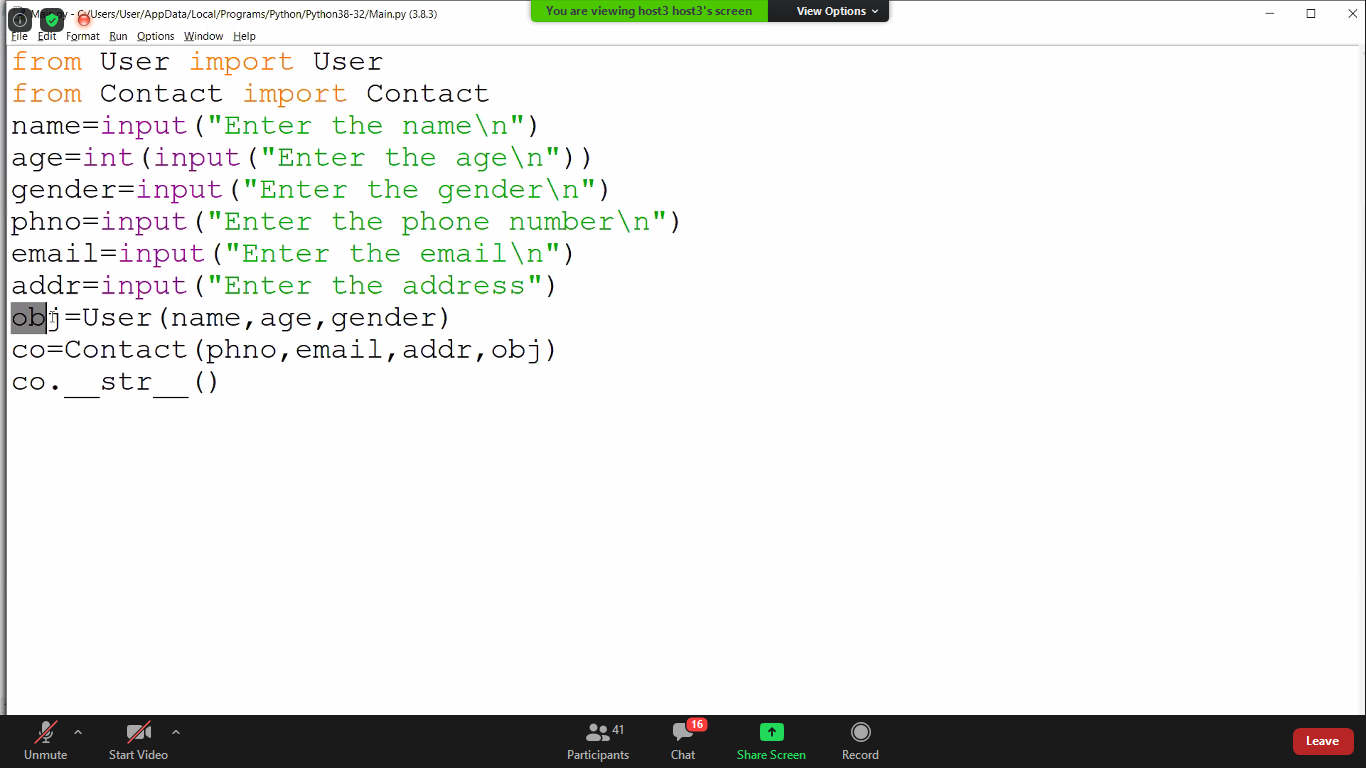 Main.py - C:/Users/User/AppData/Local/Programs/Python/Python38-32/Main.py (3.8.3)
You are viewing host3 host3's screen
View Options
File Edit Format Run Options Window Help
from User import User
from Contact import Contact
name=input("Enter the name\n")
age=int(input("Enter the age\n"))
gender=input("Enter the gender\n")
phno=input("Enter the phone number\n")
email=input("Enter the email\n")
addr=input("Enter the address")
obj=User(name,age,gender)
co=Contact(phno,email,addr,obj)
co.__str__()
41
16
Unmute
Start Video
Participants
Chat
Share Screen
Record
Leave